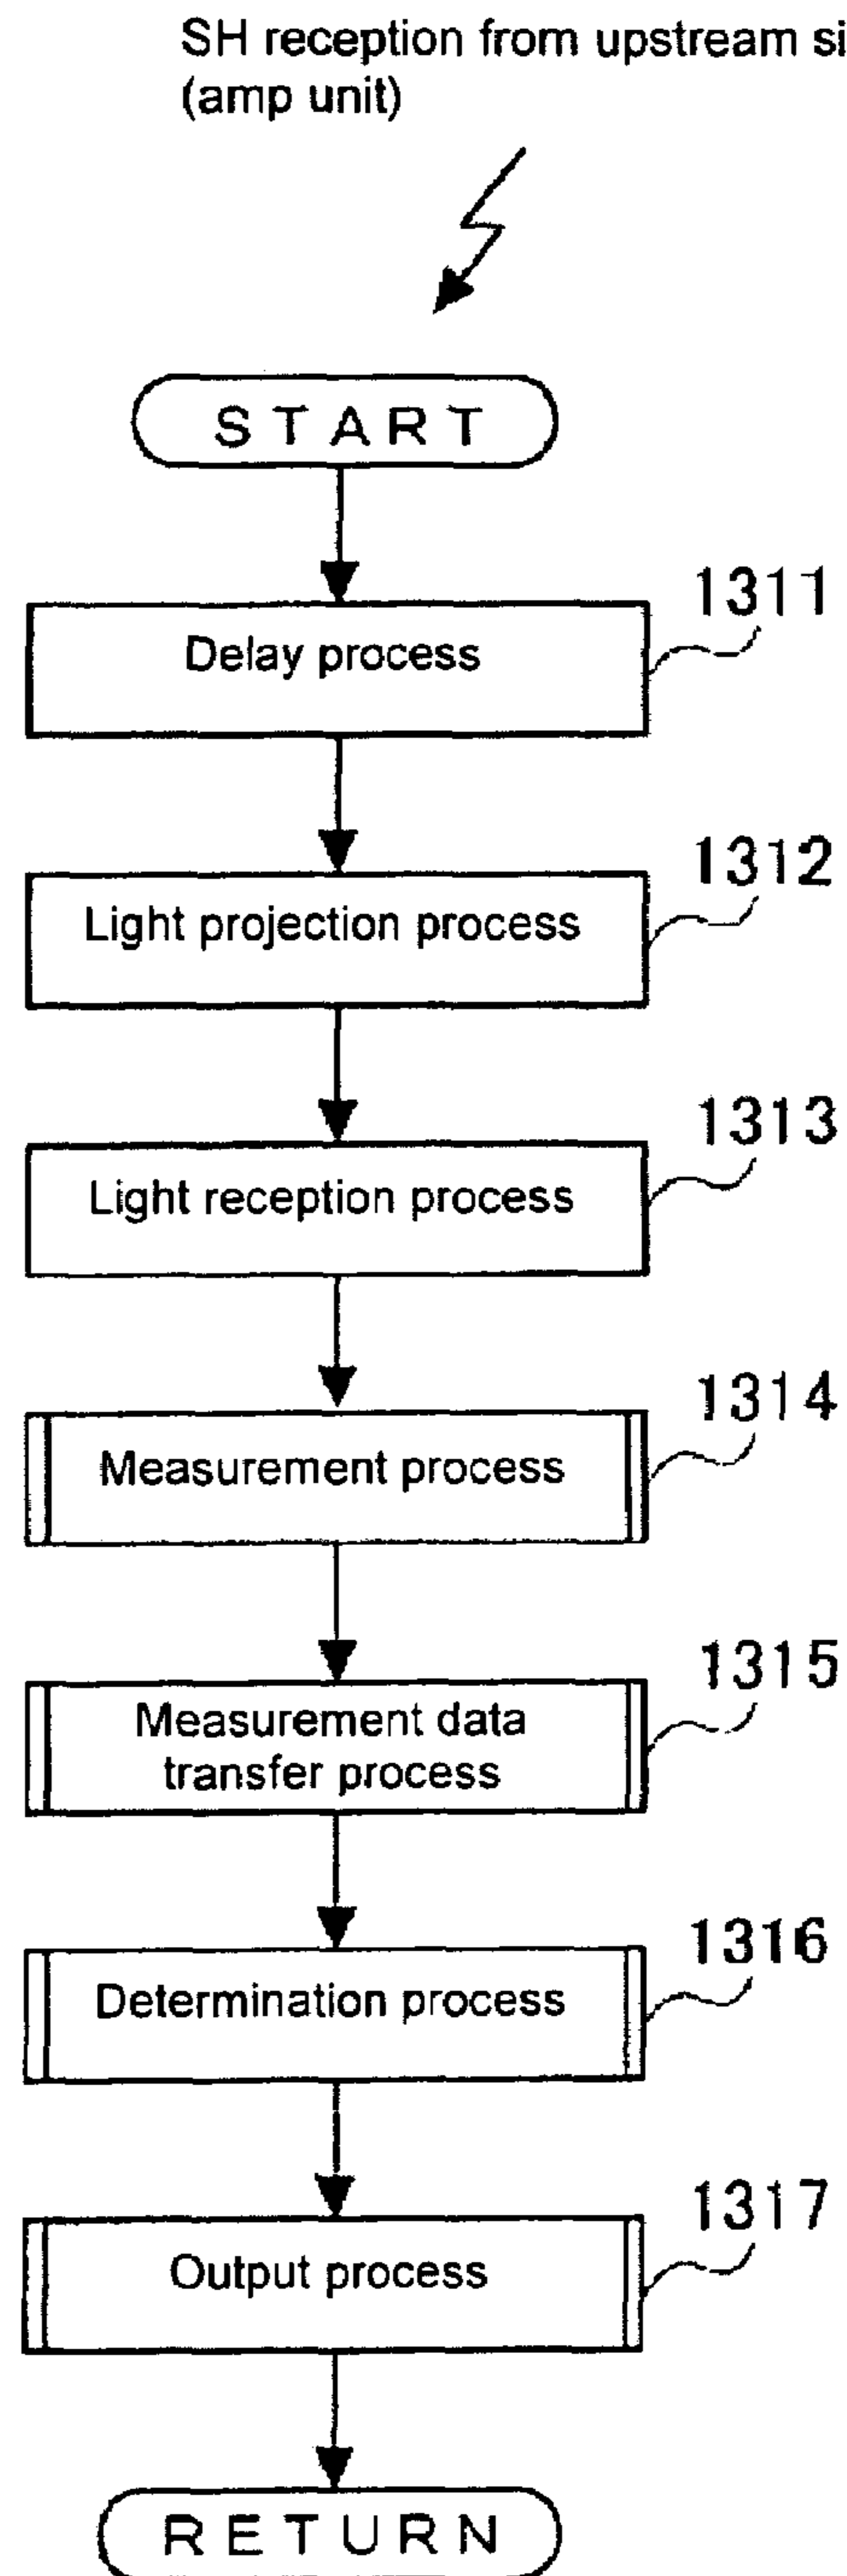 SH reception from upstream si
(amp unit)
START
1311
Delay process
1312
Light projection process
1313
Light reception process
1314
Measurement process
1315
Measurement data
transfer process
1316
Determination process
1317
Output process
RETURN